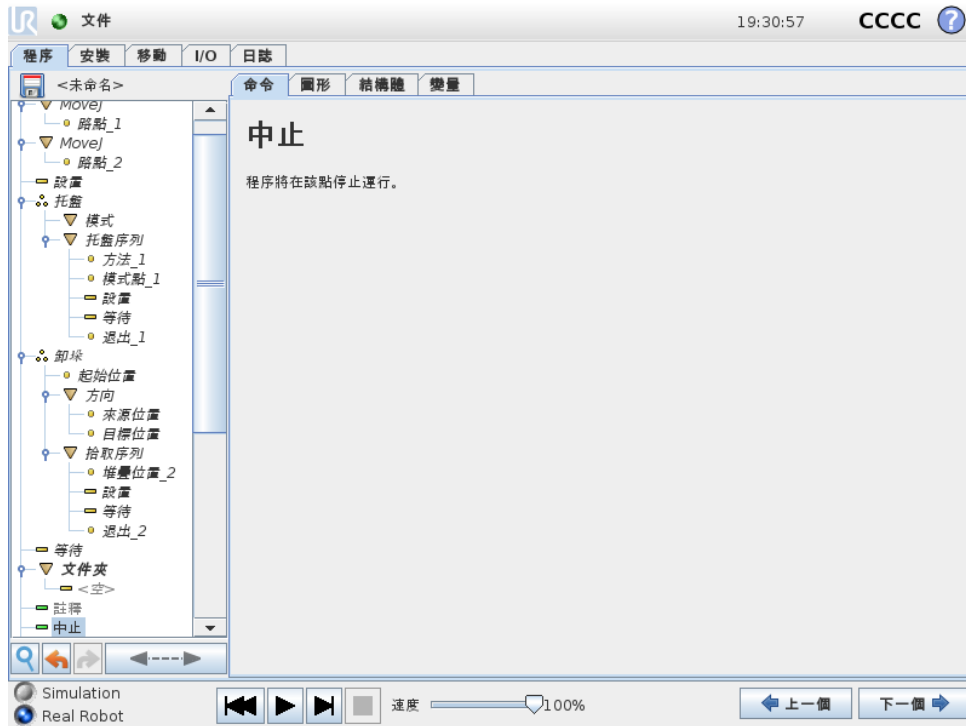 UR 文件 19:30:57 CCCC ?
程序 安裝 移動 I/O 日誌
<未命名> 命令 圖形 結構體 變量
MoveJ
路點_1
MoveJ
路點_2
設置
托盤
模式
托盤序列
方法_1
模式點_1
設置
等待
退出_1
卸垛
起始位置
方向
來源位置
目標位置
拾取序列
堆疊位置_2
設置
等待
退出_2
等待
文件夾
<空>
註釋
中止
中止
程序將在該點停止運行。
Simulation
Real Robot
速度 100%
上一個 下一個